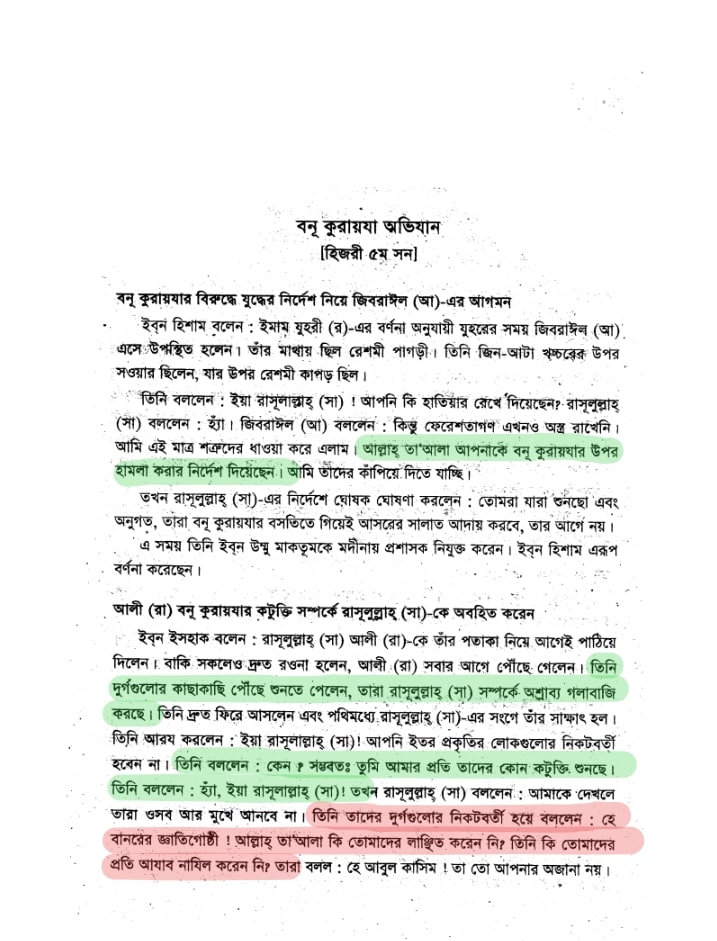 বনূ কুরায়যা অভিযান
[হিজরী ৫ম সন]
বনূ কুরায়যার বিরুদ্ধে যুদ্ধের নির্দেশ নিয়ে জিবরাঈল (আ)-এর আগমন
ইব্‌ন হিশাম বলেন : ইমাম যুহরী (র)-এর বর্ণনা অনুযায়ী যুহরের সময় জিবরাঈল (আ)
এসে উপস্থিত হলেন। তাঁর মাথায় ছিল রেশমী পাগড়ী। তিনি জিন-আটা খচ্চরের উপর
সওয়ার ছিলেন, যার উপর রেশমী কাপড় ছিল।
তিনি বললেন : ইয়া রাসূলাল্লাহ্ (সা) ! আপনি কি হাতিয়ার রেখে দিয়েছেন? রাসূলুল্লাহ্
(সা) বললেন : হ্যাঁ। জিবরাঈল (আ) বললেন : কিন্তু ফেরেশতাগণ এখনও অস্ত্র রাখেনি।
আমি এই মাত্র শত্রুদের ধাওয়া করে এলাম। আল্লাহ্ তা'আলা আপনাকে বনূ কুরায়যার উপর
হামলা করার নির্দেশ দিয়েছেন। আমি তাদের কাঁপিয়ে দিতে যাচ্ছি।
তখন রাসূলুল্লাহ্ (সা)-এর নির্দেশে ঘোষক ঘোষণা করলেন : তোমরা যারা শুনছো এবং
অনুগত, তারা বনূ কুরায়যার বসতিতে গিয়েই আসরের সালাত আদায় করবে, তার আগে নয়।
এ সময় তিনি ইব্‌ন উম্মু মাকতূমকে মদীনায় প্রশাসক নিযুক্ত করেন। ইব্‌ন হিশাম এরূপ
বর্ণনা করেছেন।
আলী (রা) বনূ কুরায়যার কটুক্তি সম্পর্কে রাসূলুল্লাহ্ (সা)-কে অবহিত করেন
ইব্‌ন ইসহাক বলেন : রাসূলুল্লাহ্ (সা) আলী (রা)-কে তাঁর পতাকা নিয়ে আগেই পাঠিয়ে
দিলেন। বাকি সকলেও দ্রুত রওনা হলেন, আলী (রা) সবার আগে পৌঁছে গেলেন। তিনি
দুর্গগুলোর কাছাকাছি পৌঁছে শুনতে পেলেন, তারা রাসূলুল্লাহ্ (সা) সম্পর্কে অশ্রাব্য গলাবাজি
করছে। তিনি দ্রুত ফিরে আসলেন এবং পথিমধ্যে রাসূলুল্লাহ্ (সা)-এর সংগে তাঁর সাক্ষাৎ হল।
তিনি আরয করলেন : ইয়া রাসূলাল্লাহ্ (সা)! আপনি ইতর প্রকৃতির লোকগুলোর নিকটবর্তী
হবেন না। তিনি বললেন : কেন ? সম্ভবতঃ তুমি আমার প্রতি তাদের কোন কটুক্তি শুনছে।
তিনি বললেন : হ্যাঁ, ইয়া রাসূলাল্লাহ্ (সা)! তখন রাসূলুল্লাহ্ (সা) বললেন : আমাকে দেখলে
তারা ওসব আর মুখে আনবে না। তিনি তাদের দুর্গগুলোর নিকটবর্তী হয়ে বললেন : হে
বানরের জ্ঞাতিগোষ্ঠী ! আল্লাহ্ তা'আলা কি তোমাদের লাঞ্ছিত করেন নি? তিনি কি তোমাদের
প্রতি আযাব নাযিল করেন নি? তারা বলল : হে আবুল কাসিম ! তা তো আপনার অজানা নয়।